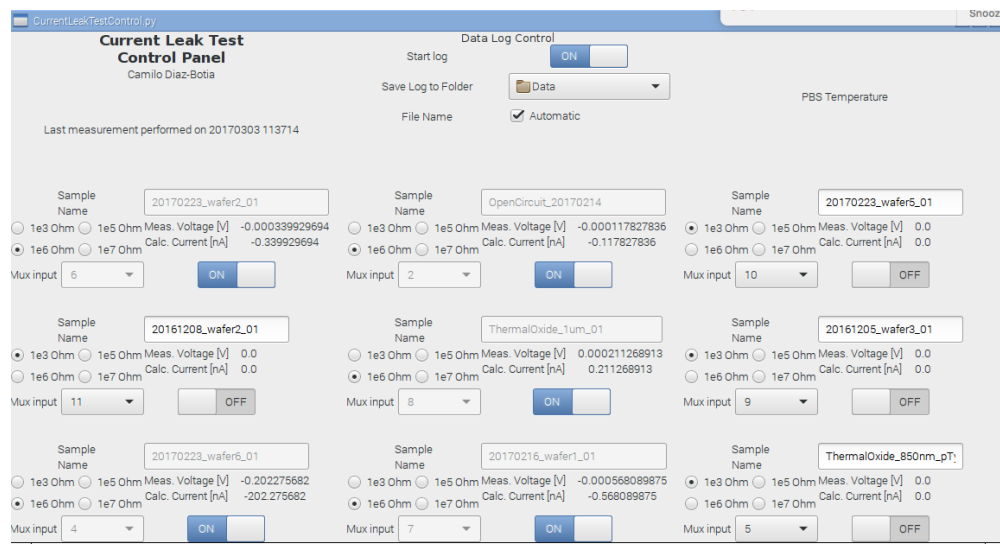 Snooz
CurrentLeakTestControl.py
Current Leak Test
Control Panel
Camilo Diaz-Botia
Last measurement performed on 20170303 113714
Data Log Control
Start log ON
Save Log to Folder Data
File Name Automatic
PBS Temperature
Sample Name 20170223_wafer2_01
1e3 Ohm 1e5 Ohm Meas. Voltage [V] -0.000339929694
1e6 Ohm 1e7 Ohm Calc. Current [nA] -0.339929694
Mux input 6 ON
Sample Name OpenCircuit_20170214
1e3 Ohm 1e5 Ohm Meas. Voltage [V] -0.000117827836
1e6 Ohm 1e7 Ohm Calc. Current [nA] -0.117827836
Mux input 2 ON
Sample Name 20170223_wafer5_01
1e3 Ohm 1e5 Ohm Meas. Voltage [V] 0.0
1e6 Ohm 1e7 Ohm Calc. Current [nA] 0.0
Mux input 10 OFF
Sample Name 20161208_wafer2_01
1e3 Ohm 1e5 Ohm Meas. Voltage [V] 0.0
1e6 Ohm 1e7 Ohm Calc. Current [nA] 0.0
Mux input 11 OFF
Sample Name ThermalOxide_1um_01
1e3 Ohm 1e5 Ohm Meas. Voltage [V] 0.000211268913
1e6 Ohm 1e7 Ohm Calc. Current [nA] 0.211268913
Mux input 8 ON
Sample Name 20161205_wafer3_01
1e3 Ohm 1e5 Ohm Meas. Voltage [V] 0.0
1e6 Ohm 1e7 Ohm Calc. Current [nA] 0.0
Mux input 9 OFF
Sample Name 20170223_wafer6_01
1e3 Ohm 1e5 Ohm Meas. Voltage [V] -0.202275682
1e6 Ohm 1e7 Ohm Calc. Current [nA] -202.275682
Mux input 4 ON
Sample Name 20170216_wafer1_01
1e3 Ohm 1e5 Ohm Meas. Voltage [V] -0.000568089875
1e6 Ohm 1e7 Ohm Calc. Current [nA] -0.568089875
Mux input 7 ON
Sample Name ThermalOxide_850nm_pTy
1e3 Ohm 1e5 Ohm Meas. Voltage [V] 0.0
1e6 Ohm 1e7 Ohm Calc. Current [nA] 0.0
Mux input 5 OFF